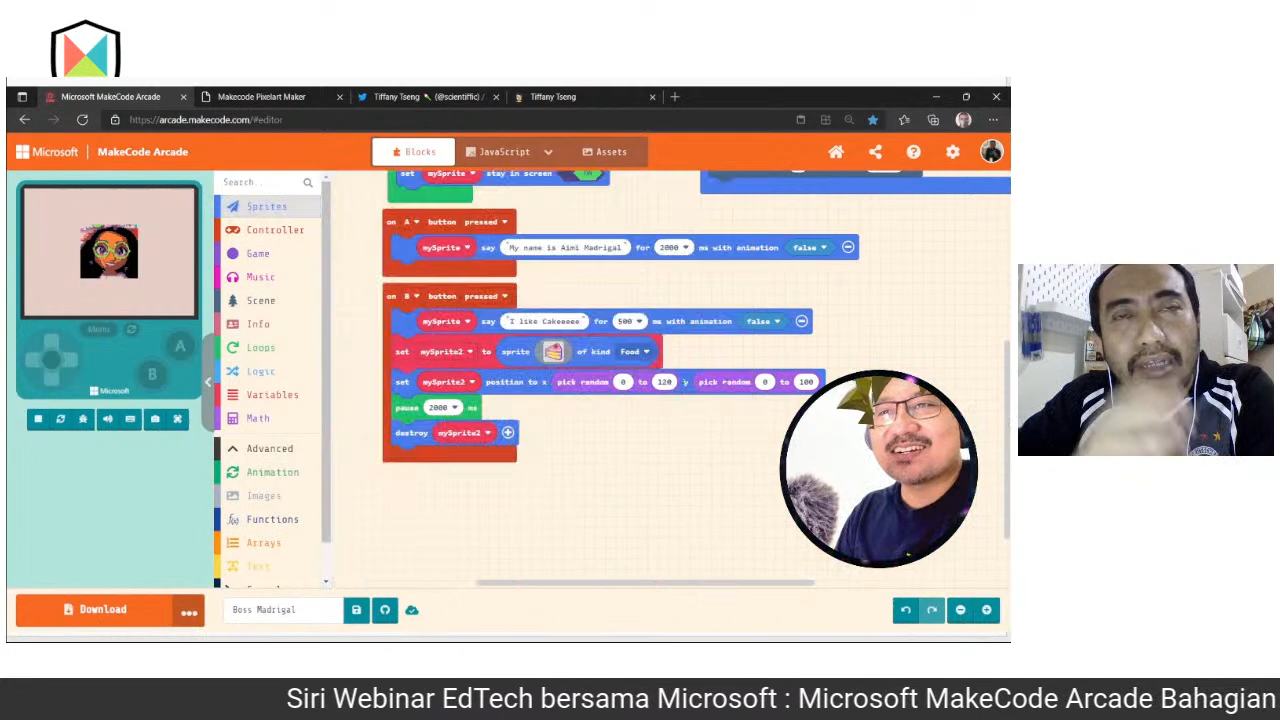 Microsoft MakeCode Arcade
Makecode Pixelart Maker
Tiffany Tseng (@scientiffic) /
Tiffany Tseng
https://arcade.makecode.com/#editor
Microsoft
MakeCode Arcade
Blocks
JavaScript
Assets
Search...
Sprites
Controller
Game
Music
Scene
Info
Loops
Logic
Variables
Math
Advanced
Animation
Images
Functions
Arrays
Text
Menu
A
B
Microsoft
set mySprite stay in screen
on A button pressed
mySprite say "My name is Aimi Madrigal" for 2000 ms with animation false
on B button pressed
mySprite say "I like Cakeeeee" for 500 ms with animation false
set mySprite2 to sprite of kind Food
set mySprite2 position to x pick random 0 to 120 y pick random 0 to 100
pause 2000 ms
destroy mySprite2
Download
Boss Madrigal
Siri Webinar EdTech bersama Microsoft : Microsoft MakeCode Arcade Bahagian